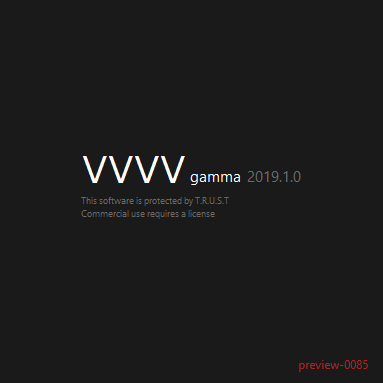 VVVV gamma 2019.1.0
This software is protected by T.R.U.S.T
Commercial use requires a license
preview-0085